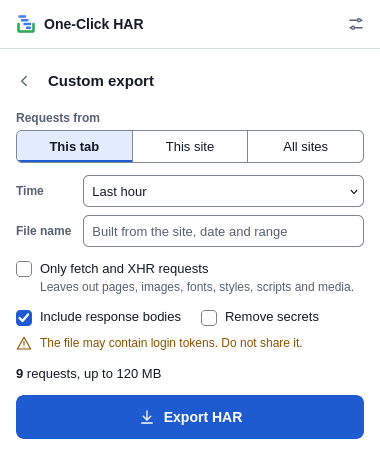 One-Click HAR
Custom export
Requests from
This tab
This site
All sites
Time
Last hour
File name
Built from the site, date and range
Only fetch and XHR requests
Leaves out pages, images, fonts, styles, scripts and media.
Include response bodies
Remove secrets
The file may contain login tokens. Do not share it.
9 requests, up to 120 MB
Export HAR